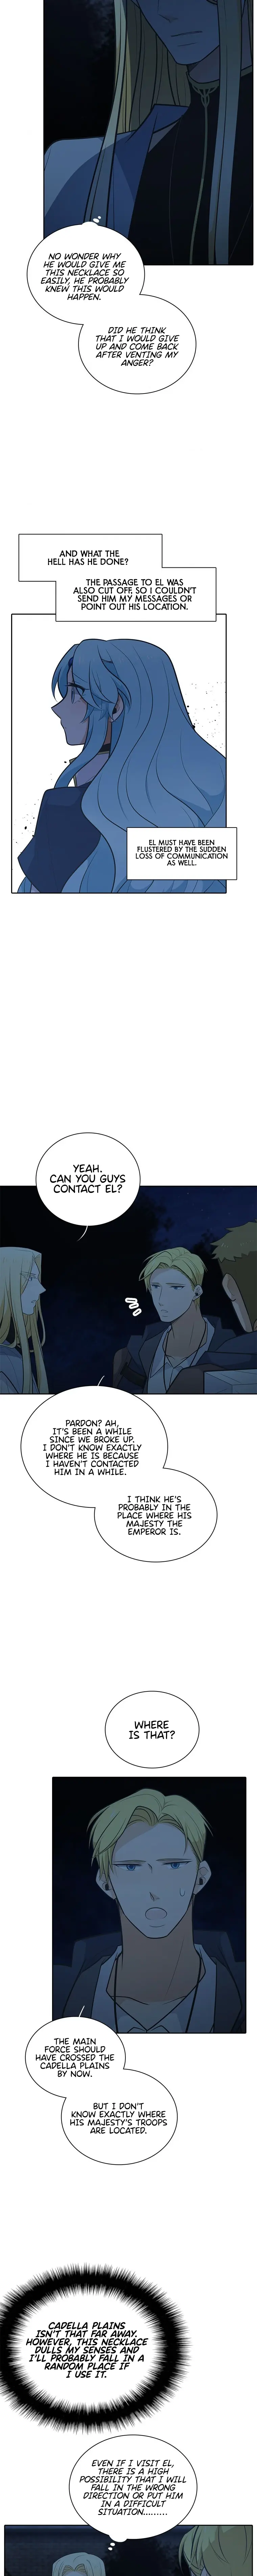 NO WONDER WHY
HE WOULD GIVE ME
THIS NECKLACE SO
EASILY, HE PROBABLY
KNEW THIS WOULD
HAPPEN.
DID HE THINK
THAT I WOULD GIVE
UP AND COME BACK
AFTER VENTING MY
ANGER?
AND WHAT THE
HELL HAS HE DONE?
THE PASSAGE TO EL WAS
ALSO CUT OFF, SO I COULDN'T
SEND HIM MY MESSAGES OR
POINT OUT HIS LOCATION.
EL MUST HAVE BEEN
FLUSTERED BY THE SUDDEN
LOSS OF COMMUNICATION
AS WELL.
YEAH.
CAN YOU GUYS
CONTACT EL?
PARDON? AH,
IT'S BEEN A WHILE
SINCE WE BROKE UP.
I DON'T KNOW EXACTLY
WHERE HE IS BECAUSE
I HAVEN'T CONTACTED
HIM IN A WHILE.
I THINK HE'S
PROBABLY IN THE
PLACE WHERE HIS
MAJESTY THE
EMPEROR IS.
WHERE
IS THAT?
THE MAIN
FORCE SHOULD
HAVE CROSSED THE
CADELLA PLAINS
BY NOW.
BUT I DON'T
KNOW EXACTLY WHERE
HIS MAJESTY'S TROOPS
ARE LOCATED.
CADELLA PLAINS
ISN'T THAT FAR AWAY.
HOWEVER, THIS NECKLACE
DULLS MY SENSES AND
I'LL PROBABLY FALL IN A
RANDOM PLACE IF
I USE IT.
EVEN IF I VISIT EL,
THERE IS A HIGH
POSSIBILITY THAT I WILL
FALL IN THE WRONG
DIRECTION OR PUT HIM
IN A DIFFICULT
SITUATION.........